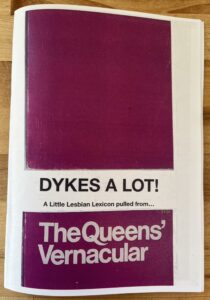 DYKES A LOT!
A Little Lesbian Lexicon pulled from...
The Queens'
Vernacular